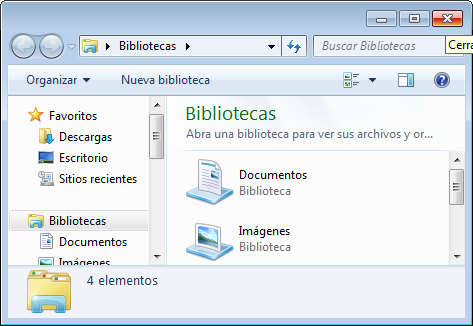 Bibliotecas
Buscar Bibliotecas
Cerra
Organizar
Nueva biblioteca
Favoritos
Descargas
Escritorio
Sitios recientes
Bibliotecas
Documentos
Imágenes
Bibliotecas
Abra una biblioteca para ver sus archivos y or...
Documentos
Biblioteca
Imágenes
Biblioteca
4 elementos